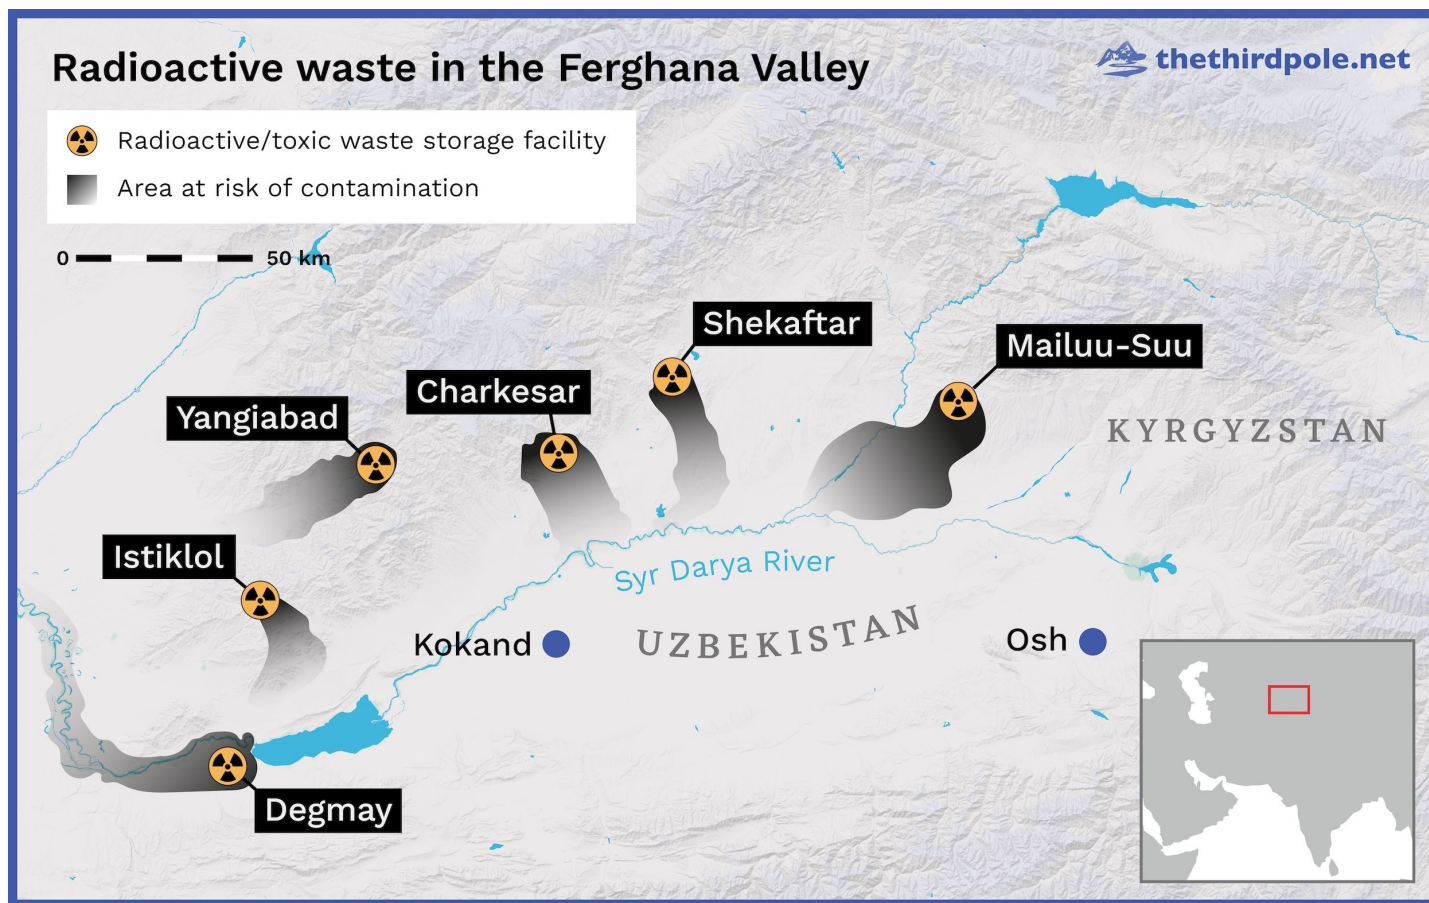 Radioactive waste in the Ferghana Valley
thethirdpole.net
Radioactive/toxic waste storage facility
Area at risk of contamination
0 50 km
Shekaftar
Mailuu-Suu
Charkesar
Yangiabad
KYRGYZSTAN
Istiklol
Syr Darya River
UZBEKISTAN
Kokand
Osh
Degmay